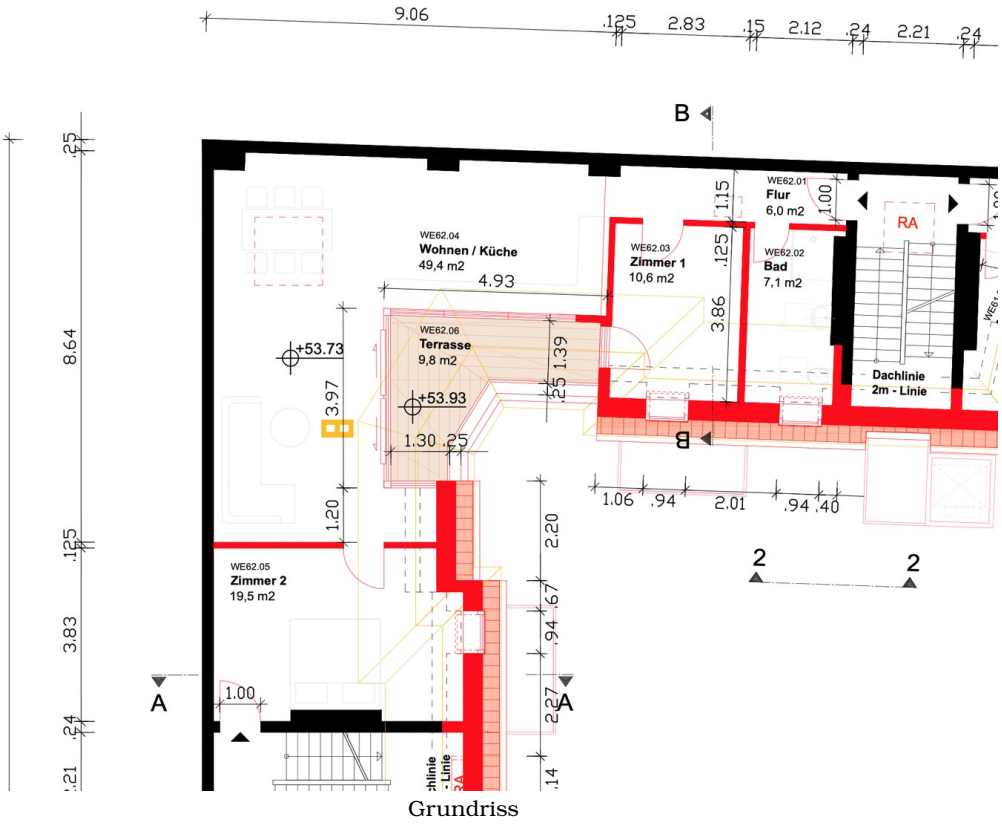 9.06
.125
2.83
.15
2.12
.24
2.21
.24
B
.25
WE62.01
Flur
6,0 m2
1.00
1.15
RA
WE62.04
Wohnen / Küche
49,4 m2
WE62.03
Zimmer 1
10,6 m2
.125
WE62.02
Bad
7,1 m2
4.93
3.86
8.64
+53.73
WE62.06
Terrasse
9,8 m2
1.39
.25
+53.93
3.97
Dachlinie
2m - Linie
1.30
.25
B
1.06
.94
2.01
.94
.40
1.20
2.20
.125
2
2
WE62.05
Zimmer 2
19,5 m2
.67
.94
3.83
A
1.00
2.27
A
.24
2.21
chlinie
- Linie
RA
.14
Grundriss